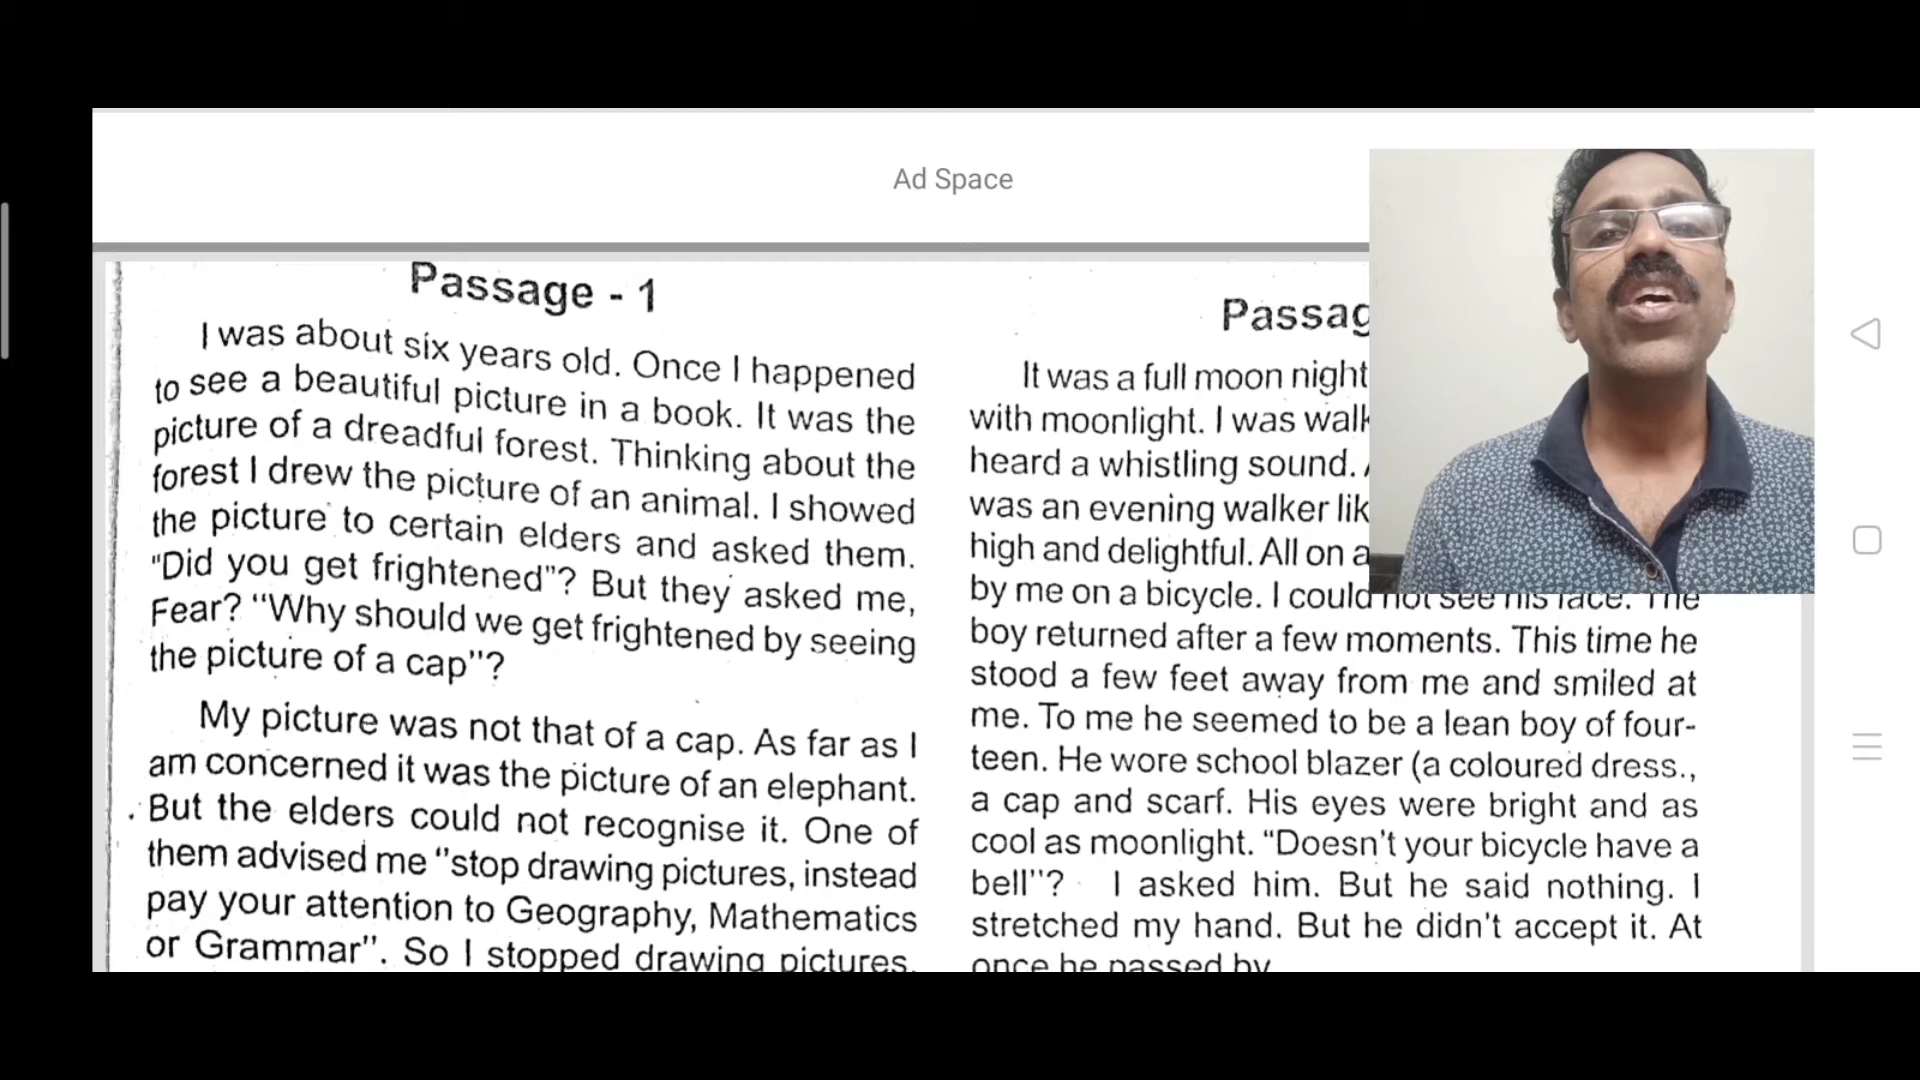 Ad Space
Passage - 1
I was about six years old. Once I happened
to see a beautiful picture in a book. It was the
picture of a dreadful forest. Thinking about the
forest I drew the picture of an animal. I showed
the picture to certain elders and asked them.
"Did you get frightened"? But they asked me,
Fear? "Why should we get frightened by seeing
the picture of a cap"?
My picture was not that of a cap. As far as I
am concerned it was the picture of an elephant.
But the elders could not recognise it. One of
them advised me "stop drawing pictures, instead
pay your attention to Geography, Mathematics
or Grammar". So I stopped drawing pictures.
It was a full moon night
with moonlight. I was
heard a whistling sound.
was an evening walker
high and delightful. All on
by me on a bicycle. I could not see his face. The
boy returned after a few moments. This time he
stood a few feet away from me and smiled at
me. To me he seemed to be a lean boy of four-
teen. He wore school blazer (a coloured dress.,
a cap and scarf. His eyes were bright and as
cool as moonlight. "Doesn't your bicycle have a
bell"? I asked him. But he said nothing. I
stretched my hand. But he didn't accept it. At
once he passed by